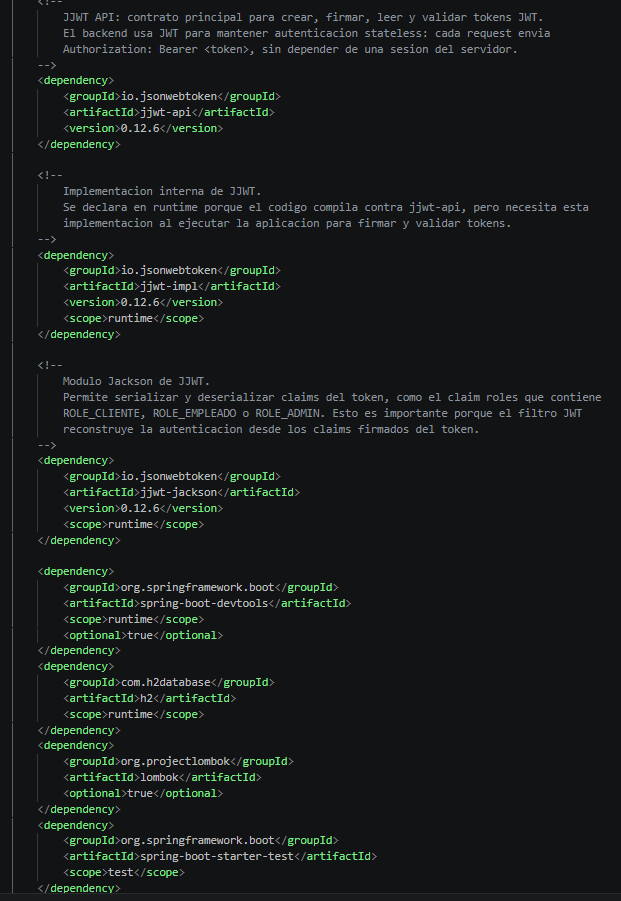 <!--
JJWT API: contrato principal para crear, firmar, leer y validar tokens JWT.
El backend usa JWT para mantener autenticacion stateless: cada request envia
Authorization: Bearer <token>, sin depender de una sesion del servidor.
-->
<dependency>
<groupId>io.jsonwebtoken</groupId>
<artifactId>jjwt-api</artifactId>
<version>0.12.6</version>
</dependency>
<!--
Implementacion interna de JJWT.
Se declara en runtime porque el codigo compila contra jjwt-api, pero necesita esta
implementacion al ejecutar la aplicacion para firmar y validar tokens.
-->
<dependency>
<groupId>io.jsonwebtoken</groupId>
<artifactId>jjwt-impl</artifactId>
<version>0.12.6</version>
<scope>runtime</scope>
</dependency>
<!--
Modulo Jackson de JJWT.
Permite serializar y deserializar claims del token, como el claim roles que contiene
ROLE_CLIENTE, ROLE_EMPLEADO o ROLE_ADMIN. Esto es importante porque el filtro JWT
reconstruye la autenticacion desde los claims firmados del token.
-->
<dependency>
<groupId>io.jsonwebtoken</groupId>
<artifactId>jjwt-jackson</artifactId>
<version>0.12.6</version>
<scope>runtime</scope>
</dependency>
<dependency>
<groupId>org.springframework.boot</groupId>
<artifactId>spring-boot-devtools</artifactId>
<scope>runtime</scope>
<optional>true</optional>
</dependency>
<dependency>
<groupId>com.h2database</groupId>
<artifactId>h2</artifactId>
<scope>runtime</scope>
</dependency>
<dependency>
<groupId>org.projectlombok</groupId>
<artifactId>lombok</artifactId>
<optional>true</optional>
</dependency>
<dependency>
<groupId>org.springframework.boot</groupId>
<artifactId>spring-boot-starter-test</artifactId>
<scope>test</scope>
</dependency>